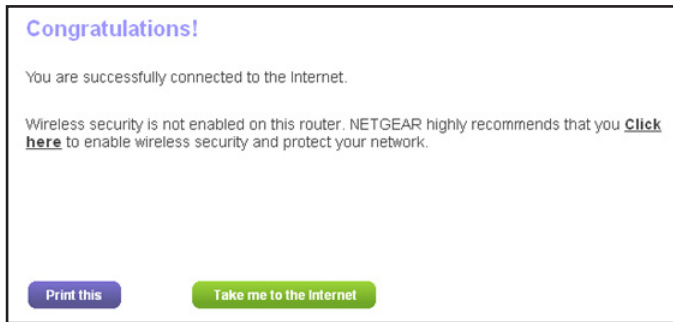 Congratulations!
You are successfully connected to the Internet.
Wireless security is not enabled on this router. NETGEAR highly recommends that you Click
here to enable wireless security and protect your network.
Print this
Take me to the Internet